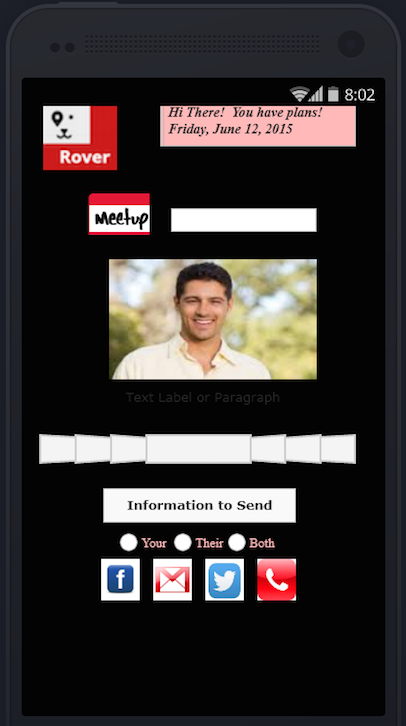 8:02
Hi There! You have plans!
Friday, June 12, 2015
Rover
Meetup
Text Label or Paragraph
Information to Send
Your Their Both
f